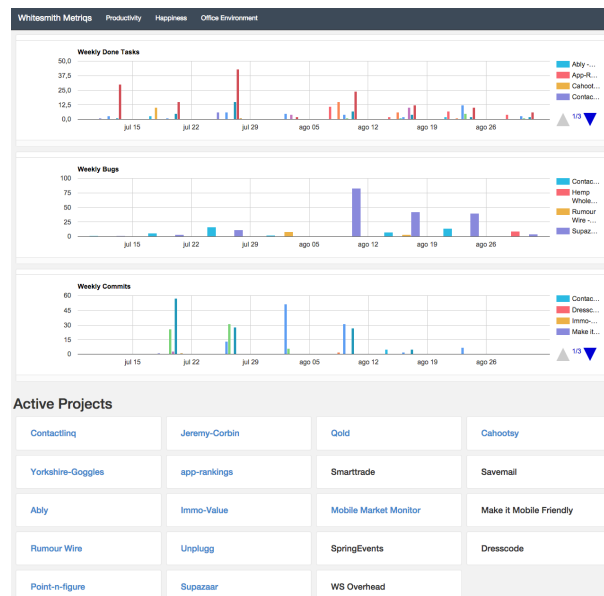 Whitesmith Metriqs Productivity Happiness Office Environment
Weekly Done Tasks
50,0
37,5
25,0
12,5
0,0
jul 15 jul 22 jul 29 ago 05 ago 12 ago 19 ago 26
Ably -...
App-R...
Cahoot...
Contac...
1/3
Weekly Bugs
100
75
50
25
0
jul 15 jul 22 jul 29 ago 05 ago 12 ago 19 ago 26
Contac...
Hemp
Whole...
Rumour
Wire -...
Supaz...
Weekly Commits
60
45
30
15
0
jul 15 jul 22 jul 29 ago 05 ago 12 ago 19 ago 26
Contac...
Dressc...
Immo-...
Make it...
1/3
Active Projects
Contactlinq Jeremy-Corbin Qold Cahootsy
Yorkshire-Goggles app-rankings Smarttrade Savemail
Ably Immo-Value Mobile Market Monitor Make it Mobile Friendly
Rumour Wire Unplugg SpringEvents Dresscode
Point-n-figure Supazaar WS Overhead